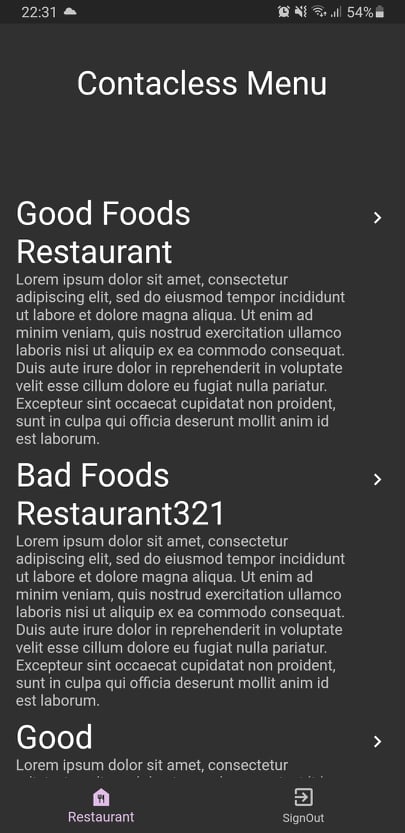 22:31 54%
Contacless Menu
Good Foods
Restaurant
Lorem ipsum dolor sit amet, consectetur
adipiscing elit, sed do eiusmod tempor incididunt
ut labore et dolore magna aliqua. Ut enim ad
minim veniam, quis nostrud exercitation ullamco
laboris nisi ut aliquip ex ea commodo consequat.
Duis aute irure dolor in reprehenderit in voluptate
velit esse cillum dolore eu fugiat nulla pariatur.
Excepteur sint occaecat cupidatat non proident,
sunt in culpa qui officia deserunt mollit anim id
est laborum.
Bad Foods
Restaurant321
Lorem ipsum dolor sit amet, consectetur
adipiscing elit, sed do eiusmod tempor incididunt
ut labore et dolore magna aliqua. Ut enim ad
minim veniam, quis nostrud exercitation ullamco
laboris nisi ut aliquip ex ea commodo consequat.
Duis aute irure dolor in reprehenderit in voluptate
velit esse cillum dolore eu fugiat nulla pariatur.
Excepteur sint occaecat cupidatat non proident,
sunt in culpa qui officia deserunt mollit anim id
est laborum.
Good
Lorem ipsum dolor sit amet, consectetur
Restaurant SignOut